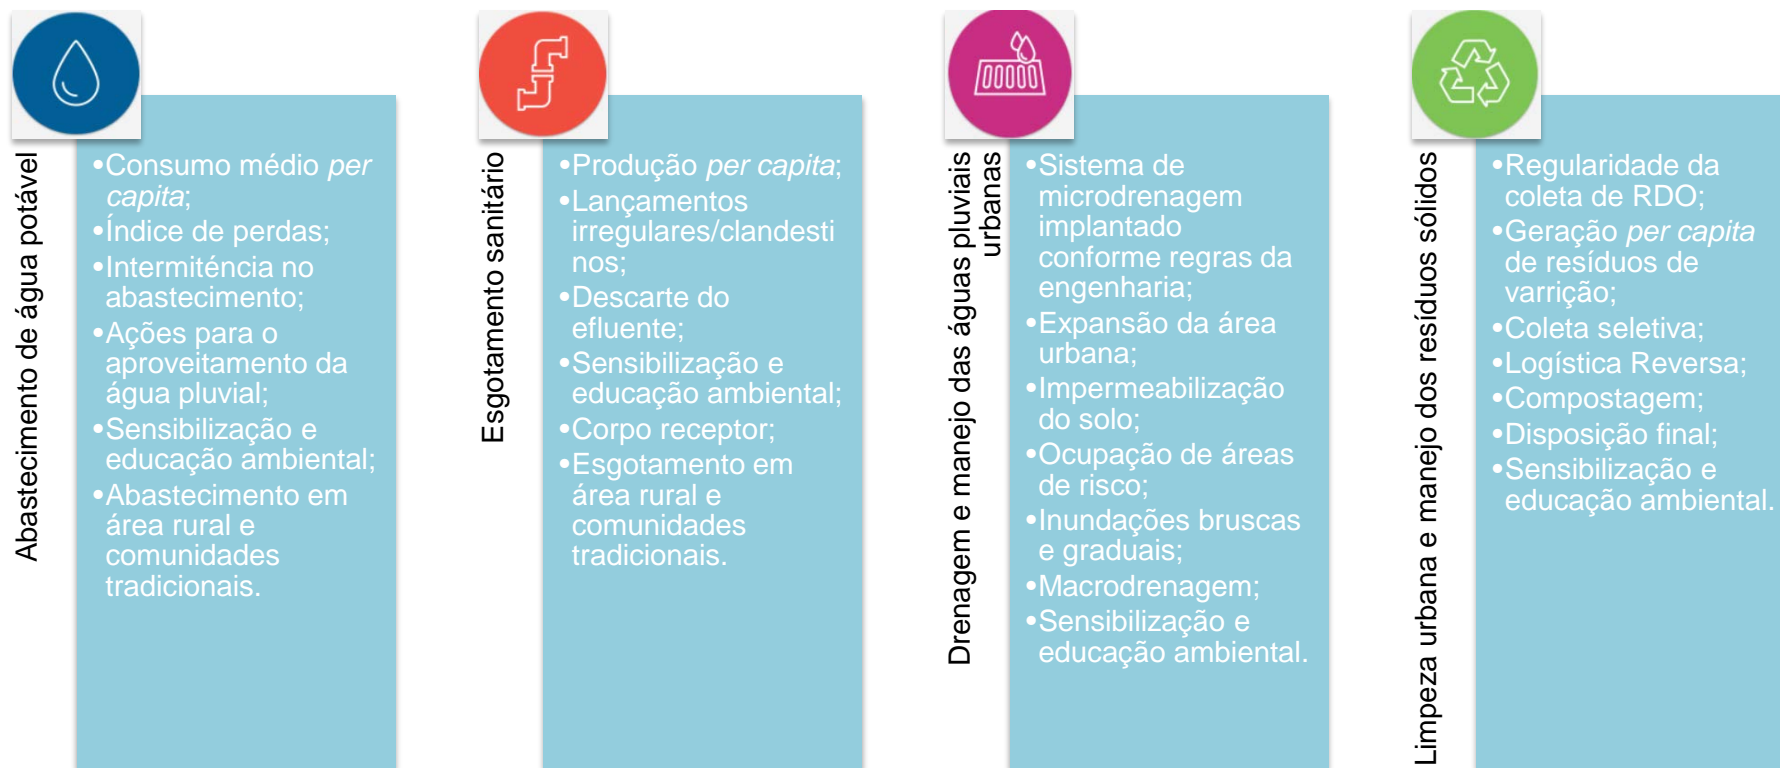 Abastecimento de água potável
•Consumo médio per
capita;
•Índice de perdas;
•Intermiténcia no
abastecimento;
•Ações para o
aproveitamento da
água pluvial;
•Sensibilização e
educação ambiental;
•Abastecimento em
área rural e
comunidades
tradicionais.
Esgotamento sanitário
•Produção per capita;
•Lançamentos
irregulares/clandesti
nos;
•Descarte do
efluente;
•Sensibilização e
educação ambiental;
•Corpo receptor;
•Esgotamento em
área rural e
comunidades
tradicionais.
Drenagem e manejo das águas pluviais
urbanas
•Sistema de
microdrenagem
implantado
conforme regras da
engenharia;
•Expansão da área
urbana;
•Impermeabilização
do solo;
•Ocupação de áreas
de risco;
•Inundações bruscas
e graduais;
•Macrodrenagem;
•Sensibilização e
educação ambiental.
Limpeza urbana e manejo dos resíduos sólidos
•Regularidade da
coleta de RDO;
•Geração per capita
de resíduos de
varrição;
•Coleta seletiva;
•Logística Reversa;
•Compostagem;
•Disposição final;
•Sensibilização e
educação ambiental.